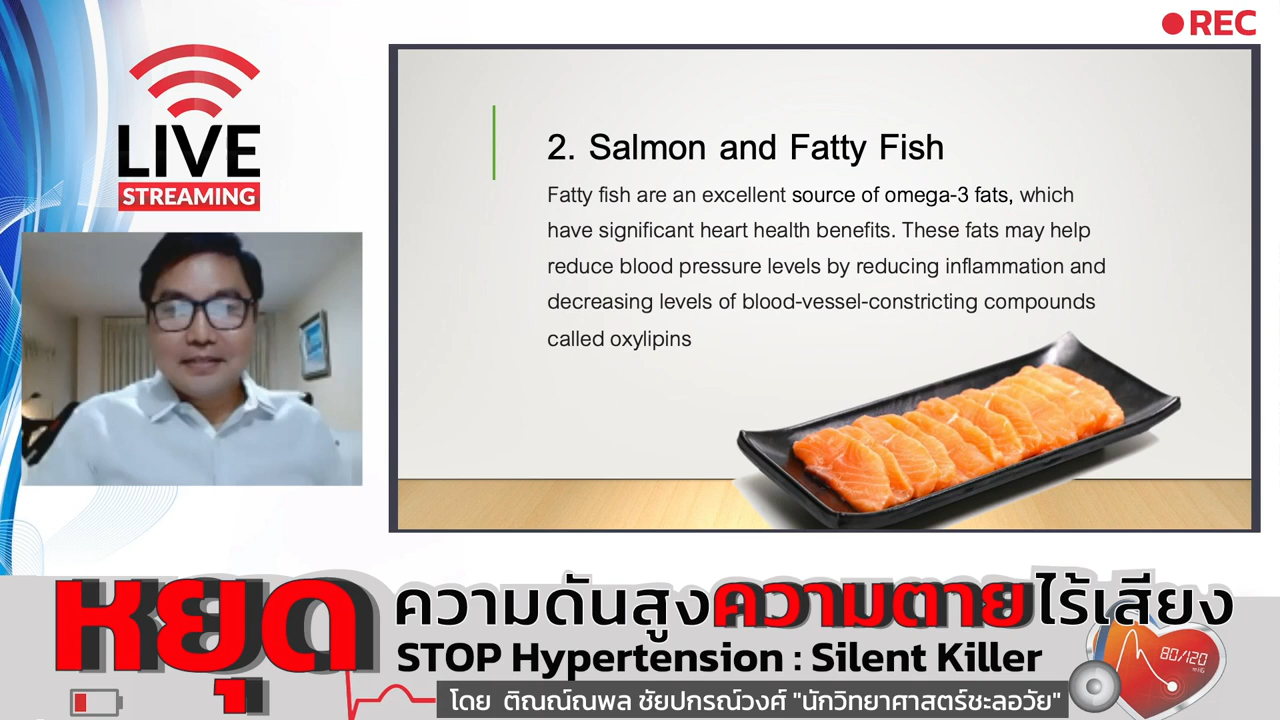 REC
LIVE
STREAMING
2. Salmon and Fatty Fish
Fatty fish are an excellent source of omega-3 fats, which
have significant heart health benefits. These fats may help
reduce blood pressure levels by reducing inflammation and
decreasing levels of blood-vessel-constricting compounds
called oxylipins
หยุด ความดันสูงความตายไร้เสียง
STOP Hypertension : Silent Killer
80/120
โดย ติณณ์ณพล ชัยปกรณ์วงศ์ "นักวิทยาศาสตร์ชะลอวัย"